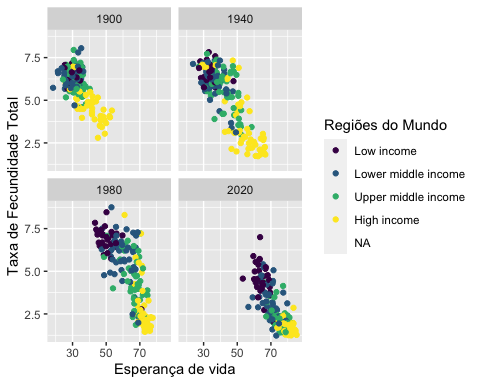 1900
1940
7.5
5.0
2.5
1980
2020
7.5
5.0
2.5
30
50
70
30
50
70
Taxa de Fecundidade Total
Esperança de vida
Regiões do Mundo
Low income
Lower middle income
Upper middle income
High income
NA